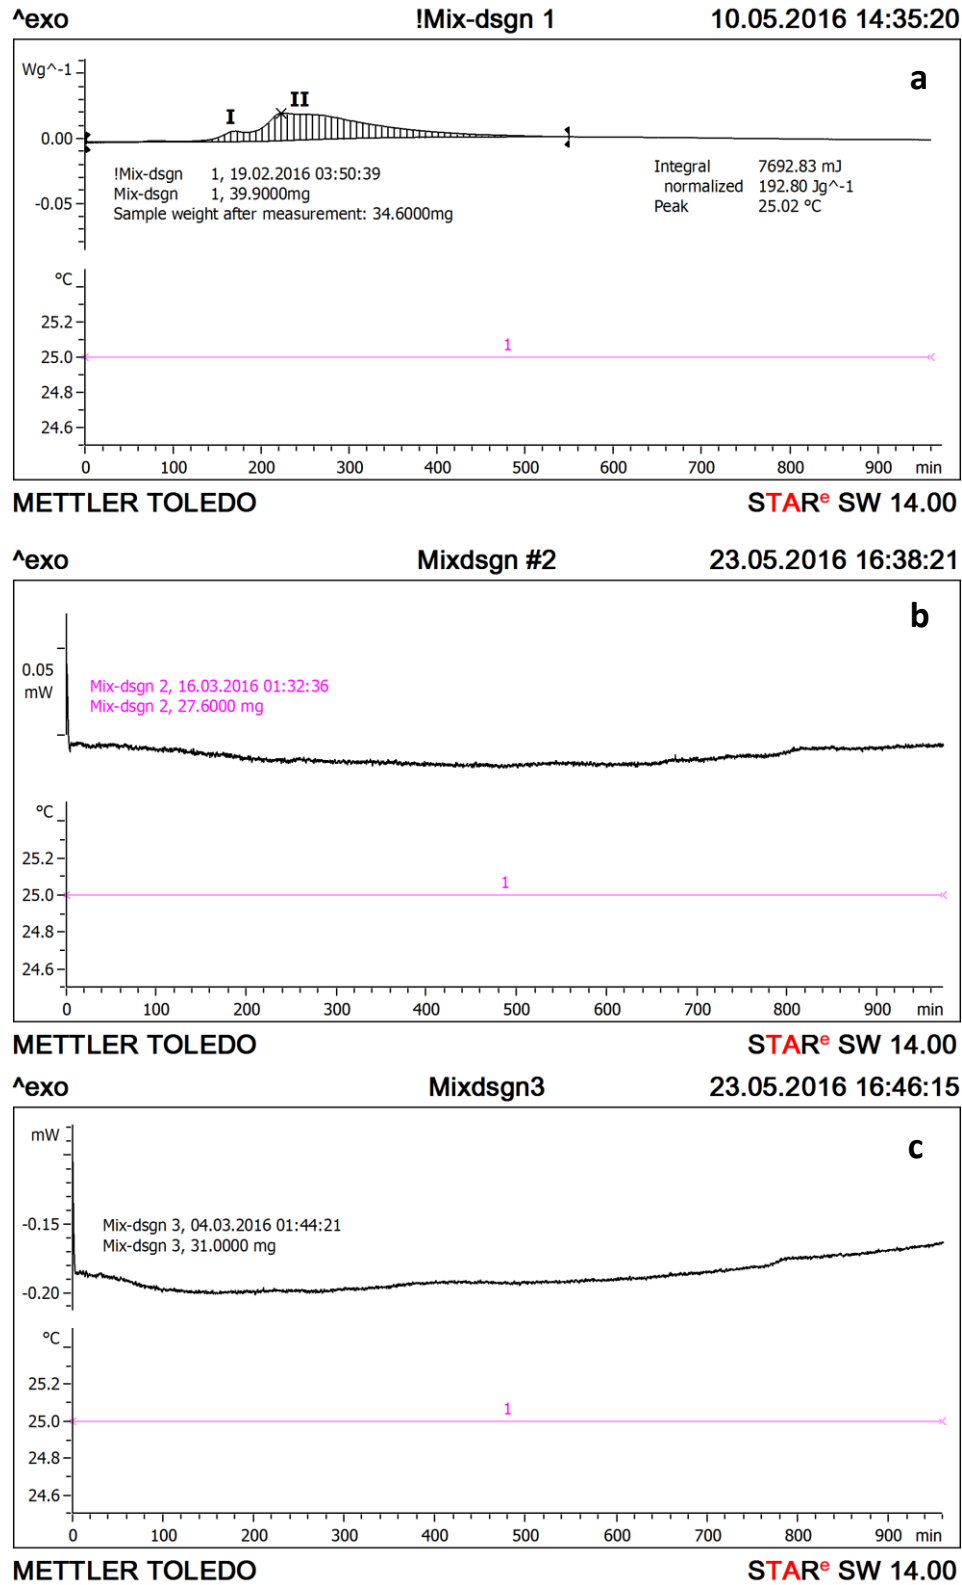 ^exo !Mix-dsgn 1 10.05.2016 14:35:20
a
Wg^-1
I II
0.00
!Mix-dsgn 1, 19.02.2016 03:50:39
Mix-dsgn 1, 39.9000mg
Sample weight after measurement: 34.6000mg
Integral 7692.83 mJ
normalized 192.80 Jg^-1
Peak 25.02 °C
-0.05
°C
25.2
1
25.0
24.8
24.6
0 100 200 300 400 500 600 700 800 900 min
METTLER TOLEDO STARe SW 14.00
^exo Mixdsgn #2 23.05.2016 16:38:21
b
0.05
mW
Mix-dsgn 2, 16.03.2016 01:32:36
Mix-dsgn 2, 27.6000 mg
°C
25.2
1
25.0
24.8
24.6
0 100 200 300 400 500 600 700 800 900 min
METTLER TOLEDO STARe SW 14.00
^exo Mixdsgn3 23.05.2016 16:46:15
mW
c
-0.15
Mix-dsgn 3, 04.03.2016 01:44:21
Mix-dsgn 3, 31.0000 mg
-0.20
°C
25.2
1
25.0
24.8
24.6
0 100 200 300 400 500 600 700 800 900 min
METTLER TOLEDO STARe SW 14.00